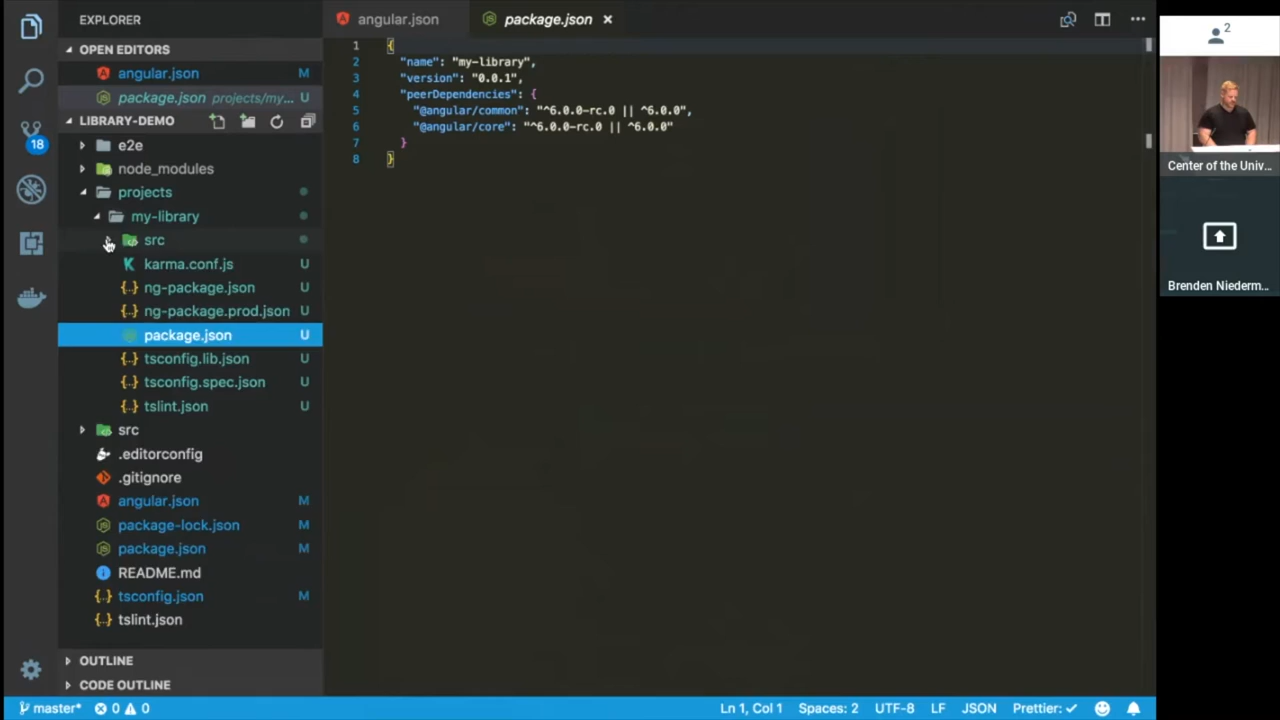 EXPLORER
OPEN EDITORS
angular.json M
package.json projects/my... U
LIBRARY-DEMO
18
e2e
node_modules
projects
my-library
src
karma.conf.js U
ng-package.json U
ng-package.prod.json U
package.json U
tsconfig.lib.json U
tsconfig.spec.json U
tslint.json U
src
.editorconfig
.gitignore
angular.json M
package-lock.json M
package.json M
README.md
tsconfig.json M
tslint.json
OUTLINE
CODE OUTLINE
angular.json
package.json
1 {
2 "name": "my-library",
3 "version": "0.0.1",
4 "peerDependencies": {
5 "@angular/common": "^6.0.0-rc.0 || ^6.0.0",
6 "@angular/core": "^6.0.0-rc.0 || ^6.0.0"
7 }
8 }
2
Center of the Univ...
Brenden Niederm...
master* 0 0
Ln 1, Col 1 Spaces: 2 UTF-8 LF JSON Prettier: ✓